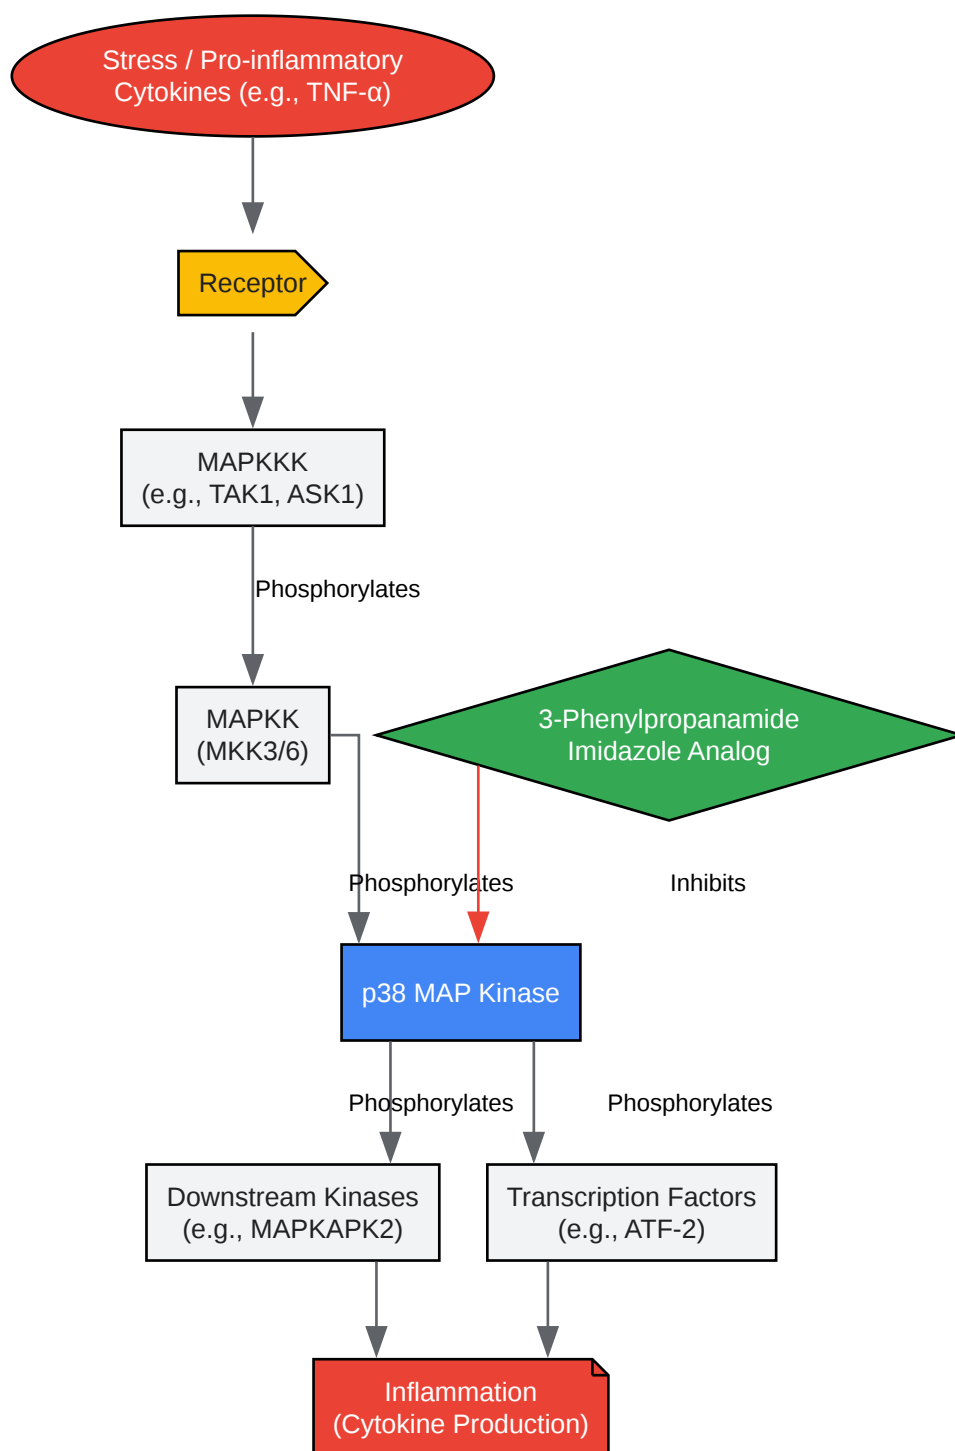 Stress / Pro-inflammatory
Cytokines (e.g., TNF-α)
Receptor
MAPKKK
(e.g., TAK1, ASK1)
Phosphorylates
MAPKK
(MKK3/6)
3-Phenylpropanamide
Imidazole Analog
Phosphorylates
Inhibits
p38 MAP Kinase
Phosphorylates
Phosphorylates
Downstream Kinases
(e.g., MAPKAPK2)
Transcription Factors
(e.g., ATF-2)
Inflammation
(Cytokine Production)